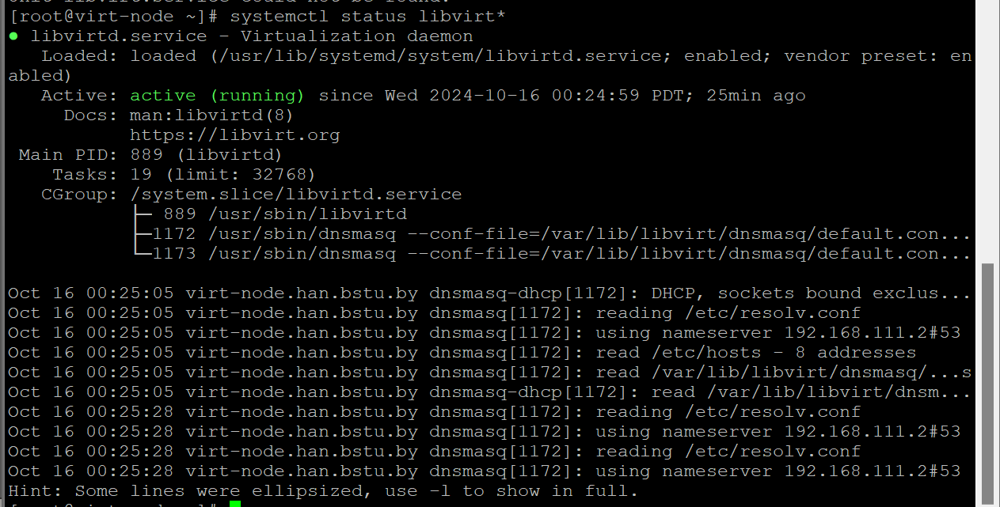 [root@virt-node ~]# systemctl status libvirt*
● libvirtd.service - Virtualization daemon
   Loaded: loaded (/usr/lib/systemd/system/libvirtd.service; enabled; vendor preset: en
abled)
   Active: active (running) since Wed 2024-10-16 00:24:59 PDT; 25min ago
     Docs: man:libvirtd(8)
           https://libvirt.org
 Main PID: 889 (libvirtd)
    Tasks: 19 (limit: 32768)
   CGroup: /system.slice/libvirtd.service
           ├─ 889 /usr/sbin/libvirtd
           ├─1172 /usr/sbin/dnsmasq --conf-file=/var/lib/libvirt/dnsmasq/default.con...
           └─1173 /usr/sbin/dnsmasq --conf-file=/var/lib/libvirt/dnsmasq/default.con...
Oct 16 00:25:05 virt-node.han.bstu.by dnsmasq-dhcp[1172]: DHCP, sockets bound exclus...
Oct 16 00:25:05 virt-node.han.bstu.by dnsmasq[1172]: reading /etc/resolv.conf
Oct 16 00:25:05 virt-node.han.bstu.by dnsmasq[1172]: using nameserver 192.168.111.2#53
Oct 16 00:25:05 virt-node.han.bstu.by dnsmasq[1172]: read /etc/hosts - 8 addresses
Oct 16 00:25:05 virt-node.han.bstu.by dnsmasq[1172]: read /var/lib/libvirt/dnsmasq/...s
Oct 16 00:25:05 virt-node.han.bstu.by dnsmasq-dhcp[1172]: read /var/lib/libvirt/dnsm...
Oct 16 00:25:28 virt-node.han.bstu.by dnsmasq[1172]: reading /etc/resolv.conf
Oct 16 00:25:28 virt-node.han.bstu.by dnsmasq[1172]: using nameserver 192.168.111.2#53
Oct 16 00:25:28 virt-node.han.bstu.by dnsmasq[1172]: reading /etc/resolv.conf
Oct 16 00:25:28 virt-node.han.bstu.by dnsmasq[1172]: using nameserver 192.168.111.2#53
Hint: Some lines were ellipsized, use -l to show in full.